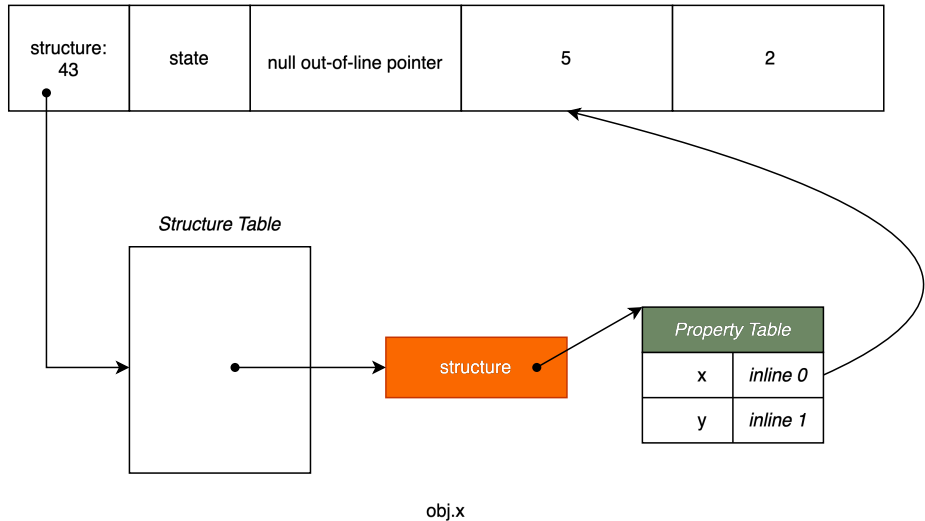 structure:
43
state
null out-of-line pointer
5
2
Structure Table
structure
Property Table
x
inline 0
y
inline 1
obj.x